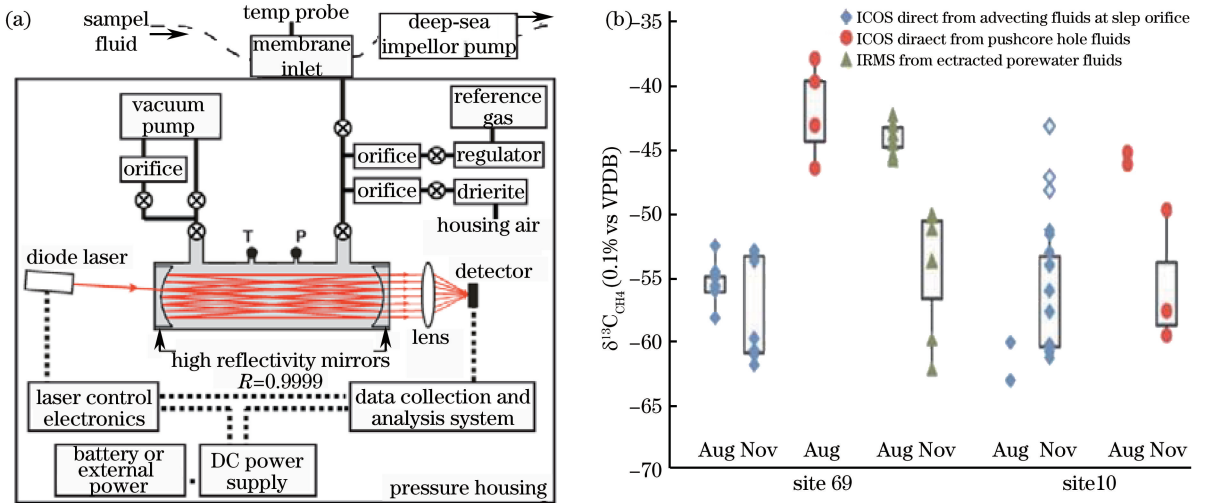 (a)
sampel
fluid
temp probe
membrane
inlet
deep-sea
impellor pump
vacuum
pump
orifice
reference
gas
orifice
regulator
orifice
drierite
housing air
T
P
diode laser
detector
lens
high reflectivity mirrors
R=0.9999
laser control
electronics
data collection and
analysis system
battery or
external
power
DC power
supply
pressure housing
(b)
ICOS direct from advecting fluids at slep orifice
ICOS diraect from pushcore hole fluids
IRMS from ectracted porewater fluids
δ¹³C_CH4 (0.1% vs VPDB)
−35
−40
−45
−50
−55
−60
−65
−70
Aug Nov
Aug
Aug Nov
Aug Nov
Aug Nov
site 69
site10